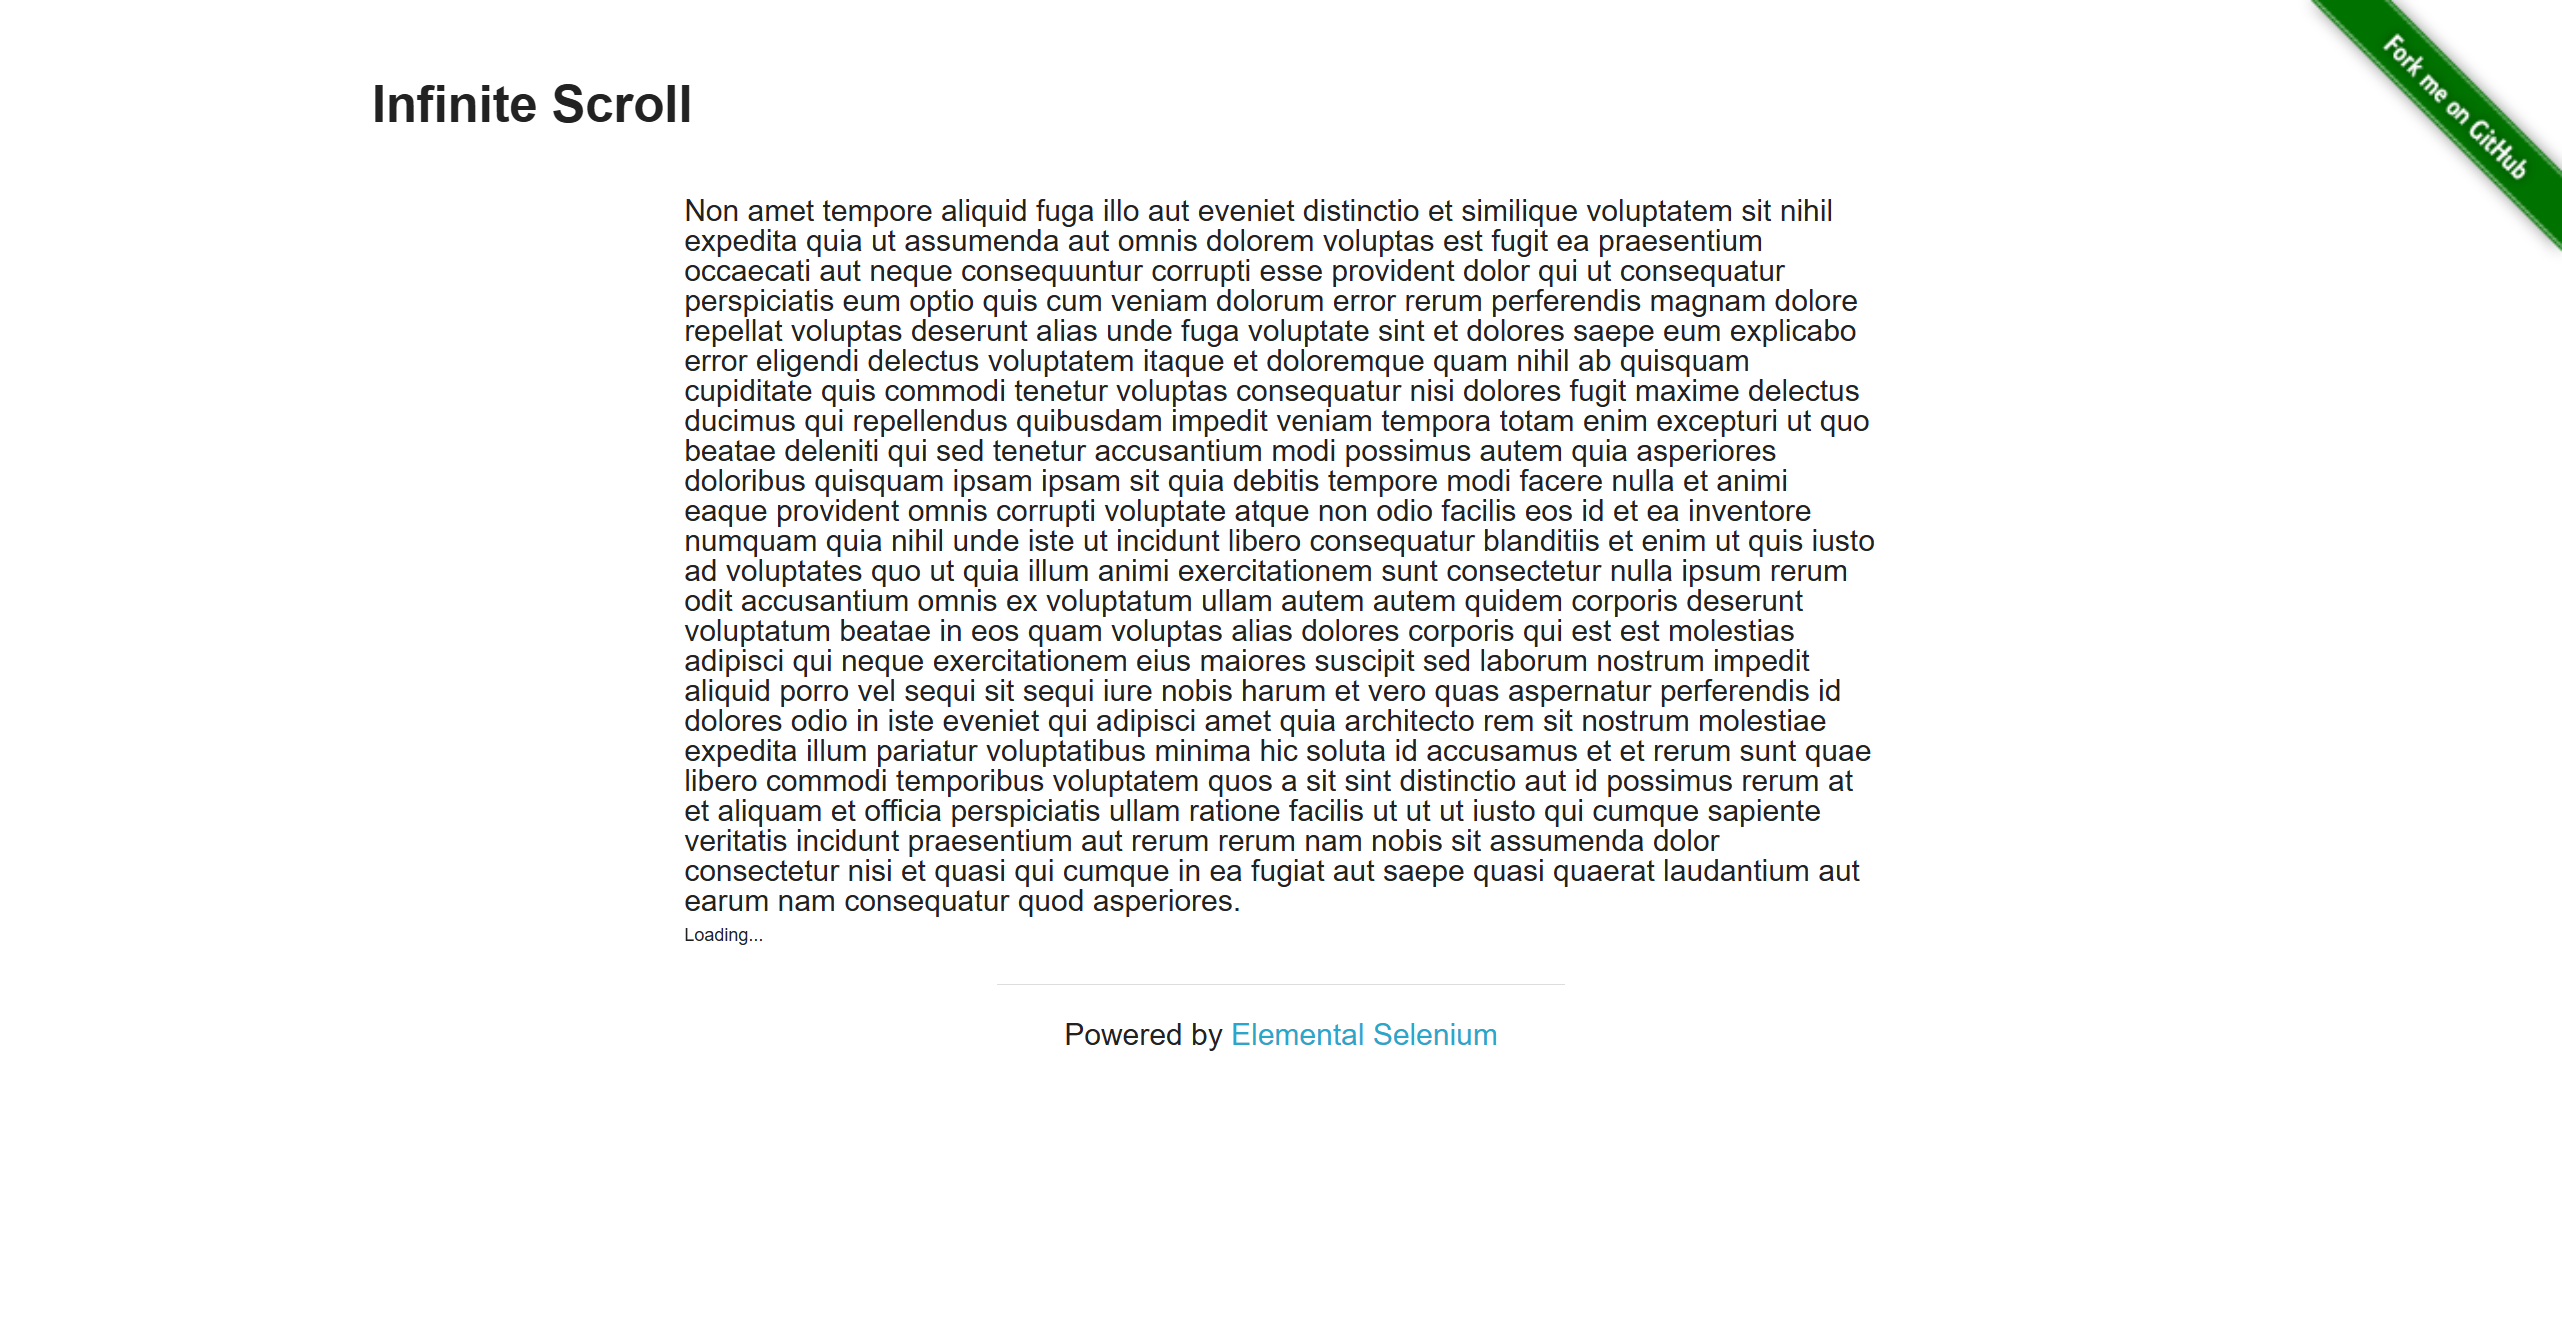 Fork me on GitHub
Infinite Scroll
Non amet tempore aliquid fuga illo aut eveniet distinctio et similique voluptatem sit nihil
expedita quia ut assumenda aut omnis dolorem voluptas est fugit ea praesentium
occaecati aut neque consequuntur corrupti esse provident dolor qui ut consequatur
perspiciatis eum optio quis cum veniam dolorum error rerum perferendis magnam dolore
repellat voluptas deserunt alias unde fuga voluptate sint et dolores saepe eum explicabo
error eligendi delectus voluptatem itaque et doloremque quam nihil ab quisquam
cupiditate quis commodi tenetur voluptas consequatur nisi dolores fugit maxime delectus
ducimus qui repellendus quibusdam impedit veniam tempora totam enim excepturi ut quo
beatae deleniti qui sed tenetur accusantium modi possimus autem quia asperiores
doloribus quisquam ipsam ipsam sit quia debitis tempore modi facere nulla et animi
eaque provident omnis corrupti voluptate atque non odio facilis eos id et ea inventore
numquam quia nihil unde iste ut incidunt libero consequatur blanditiis et enim ut quis iusto
ad voluptates quo ut quia illum animi exercitationem sunt consectetur nulla ipsum rerum
odit accusantium omnis ex voluptatum ullam autem autem quidem corporis deserunt
voluptatum beatae in eos quam voluptas alias dolores corporis qui est est molestias
adipisci qui neque exercitationem eius maiores suscipit sed laborum nostrum impedit
aliquid porro vel sequi sit sequi iure nobis harum et vero quas aspernatur perferendis id
dolores odio in iste eveniet qui adipisci amet quia architecto rem sit nostrum molestiae
expedita illum pariatur voluptatibus minima hic soluta id accusamus et et rerum sunt quae
libero commodi temporibus voluptatem quos a sit sint distinctio aut id possimus rerum at
et aliquam et officia perspiciatis ullam ratione facilis ut ut ut iusto qui cumque sapiente
veritatis incidunt praesentium aut rerum rerum nam nobis sit assumenda dolor
consectetur nisi et quasi qui cumque in ea fugiat aut saepe quasi quaerat laudantium aut
earum nam consequatur quod asperiores.
Loading...
Powered by Elemental Selenium